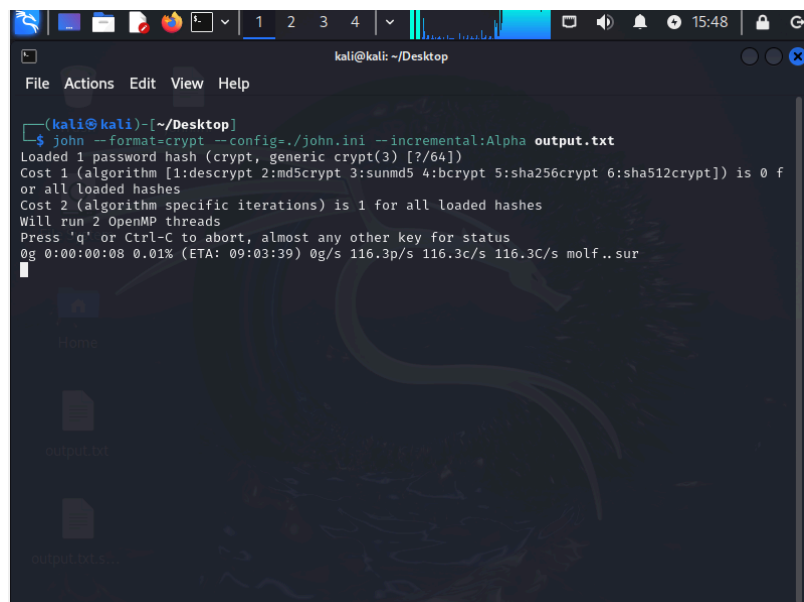 1 2 3 4 15:48
kali@kali: ~/Desktop
File Actions Edit View Help
┌──(kali㉿kali)-[~/Desktop]
└─$ john --format=crypt --config=./john.ini --incremental:Alpha output.txt
Loaded 1 password hash (crypt, generic crypt(3) [?/64])
Cost 1 (algorithm [1:descrypt 2:md5crypt 3:sunmd5 4:bcrypt 5:sha256crypt 6:sha512crypt]) is 0 f
or all loaded hashes
Cost 2 (algorithm specific iterations) is 1 for all loaded hashes
Will run 2 OpenMP threads
Press 'q' or Ctrl-C to abort, almost any other key for status
0g 0:00:00:08 0.01% (ETA: 09:03:39) 0g/s 116.3p/s 116.3c/s 116.3C/s molf..sur
Home
output.txt
output.txt.s...